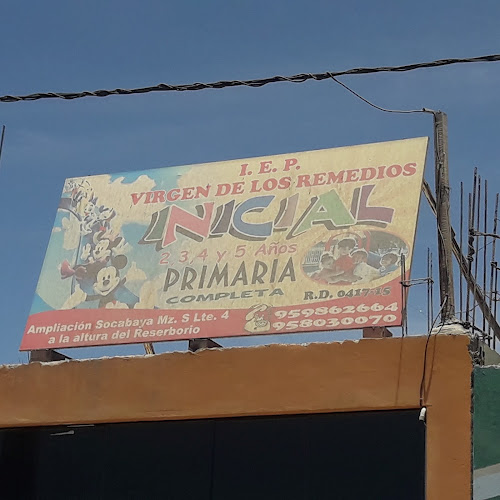 I. E. P.
VIRGEN DE LOS REMEDIOS
INICIAL
2, 3, 4 y 5 Años
PRIMARIA
COMPLETA
R.D. 041738
Ampliación Socabaya Mz. S Lte. 4
a la altura del Reserborio
959862664
958030070